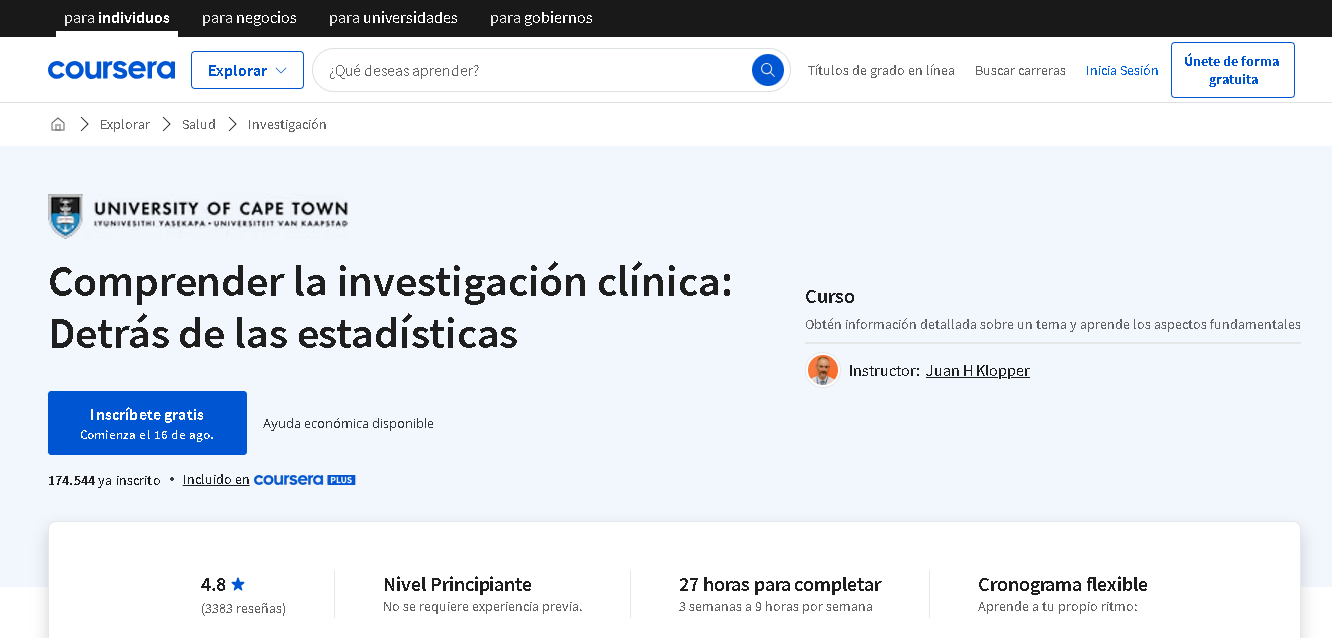 para individuos para negocios para universidades para gobiernos
coursera Explorar ¿Qué deseas aprender? Títulos de grado en línea Buscar carreras Inicia Sesión Únete de forma gratuita
Explorar Salud Investigación
UNIVERSITY OF CAPE TOWN
IYUNIVESITHI YASEKAPA • UNIVERSITEIT VAN KAAPSTAD
Comprender la investigación clínica:
Detrás de las estadísticas
Inscríbete gratis
Comienza el 16 de ago.
Ayuda económica disponible
174.544 ya inscrito • Incluido en coursera PLUS
Curso
Obtén información detallada sobre un tema y aprende los aspectos fundamentales
Instructor: Juan H Klopper
4.8
(3383 reseñas)
Nivel Principiante
No se requiere experiencia previa.
27 horas para completar
3 semanas a 9 horas por semana
Cronograma flexible
Aprende a tu propio ritmo: